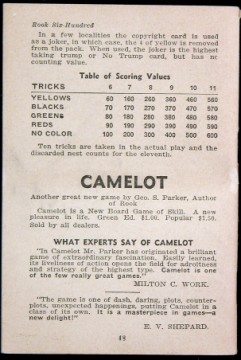 Rook Six-Hundred
In a few localities the copyright card is used
as a joker, in which case, the 4 of yellow is removed
from the pack. When used, the joker is the highest
taking trump or No Trump card, but has no
counting value.
Table of Scoring Values
TRICKS 6 7 8 9 10 11
YELLOWS 60 160 260 360 460 560
BLACKS 70 170 270 370 470 570
GREENS 80 180 280 380 480 580
REDS 90 190 290 390 490 590
NO COLOR 100 200 300 400 500 600
Ten tricks are taken in the actual play and the
discarded nest counts for the eleventh.
CAMELOT
Another great new game by Geo. S. Parker, Author
of Rook
Camelot is a New Board Game of Skill. A new
pleasure in life. Green Ed. $1.00. Popular $1.50.
Sold by all dealers.
WHAT EXPERTS SAY OF CAMELOT
"In Camelot Mr. Parker has originated a brilliant
game of extraordinary fascination. Easily learned,
its liveliness of action opens the field for adroitness
and strategy of the highest type. Camelot is one
of the few really great games."
MILTON C. WORK.
"The game is one of dash, daring, plots, counter-
plots, unexpected happenings, putting Camelot in a
class of its own. It is a masterpiece in games—a
new delight!"
E. V. SHEPARD.